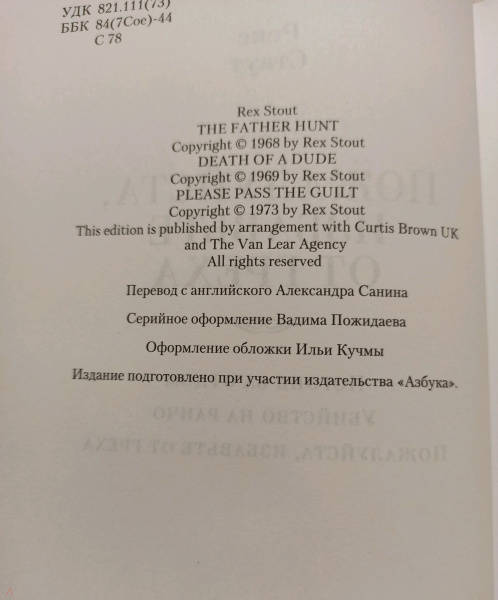 УДК 821.111(73)
ББК 84(7Сое)-44
С 78
Rex Stout
THE FATHER HUNT
Copyright © 1968 by Rex Stout
DEATH OF A DUDE
Copyright © 1969 by Rex Stout
PLEASE PASS THE GUILT
Copyright © 1973 by Rex Stout
This edition is published by arrangement with Curtis Brown UK
and The Van Lear Agency
All rights reserved
Перевод с английского Александра Санина
Серийное оформление Вадима Пожидаева
Оформление обложки Ильи Кучмы
Издание подготовлено при участии издательства «Азбука».